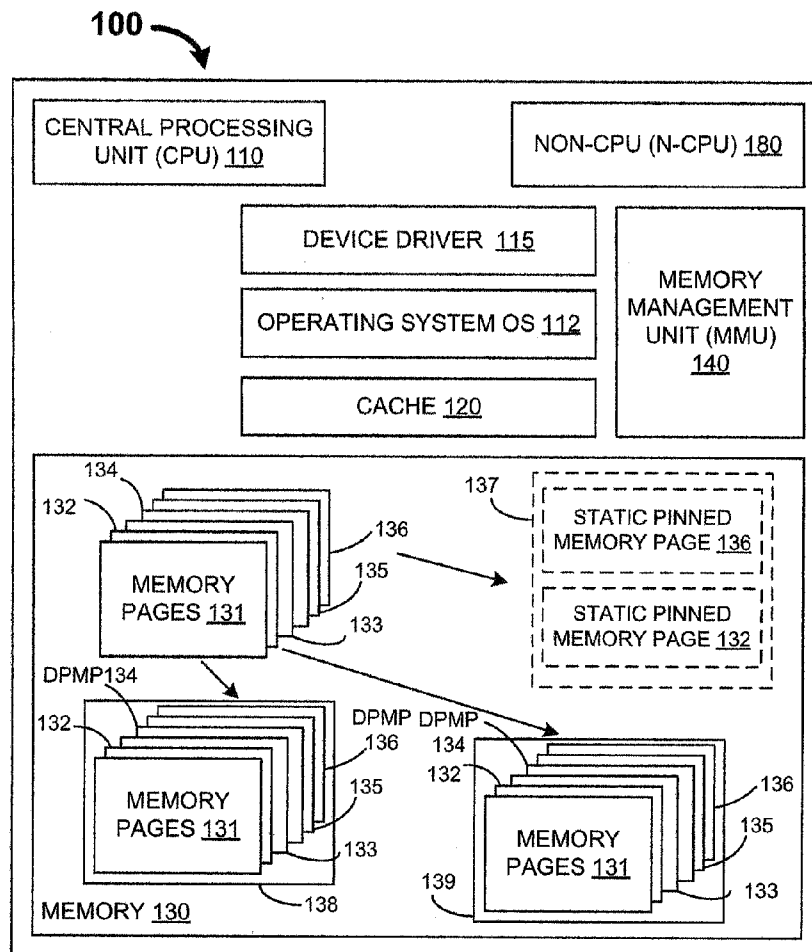 100
CENTRAL PROCESSING
UNIT (CPU) 110
NON-CPU (N-CPU) 180
DEVICE DRIVER 115
OPERATING SYSTEM OS 112
CACHE 120
MEMORY
MANAGEMENT
UNIT (MMU)
140
134
132
MEMORY
PAGES 131
136
135
133
137
STATIC PINNED
MEMORY PAGE 136
STATIC PINNED
MEMORY PAGE 132
DPMP134
132
MEMORY
PAGES 131
DPMP
136
135
133
138
DPMP
134
132
MEMORY
PAGES 131
136
135
133
139
MEMORY 130